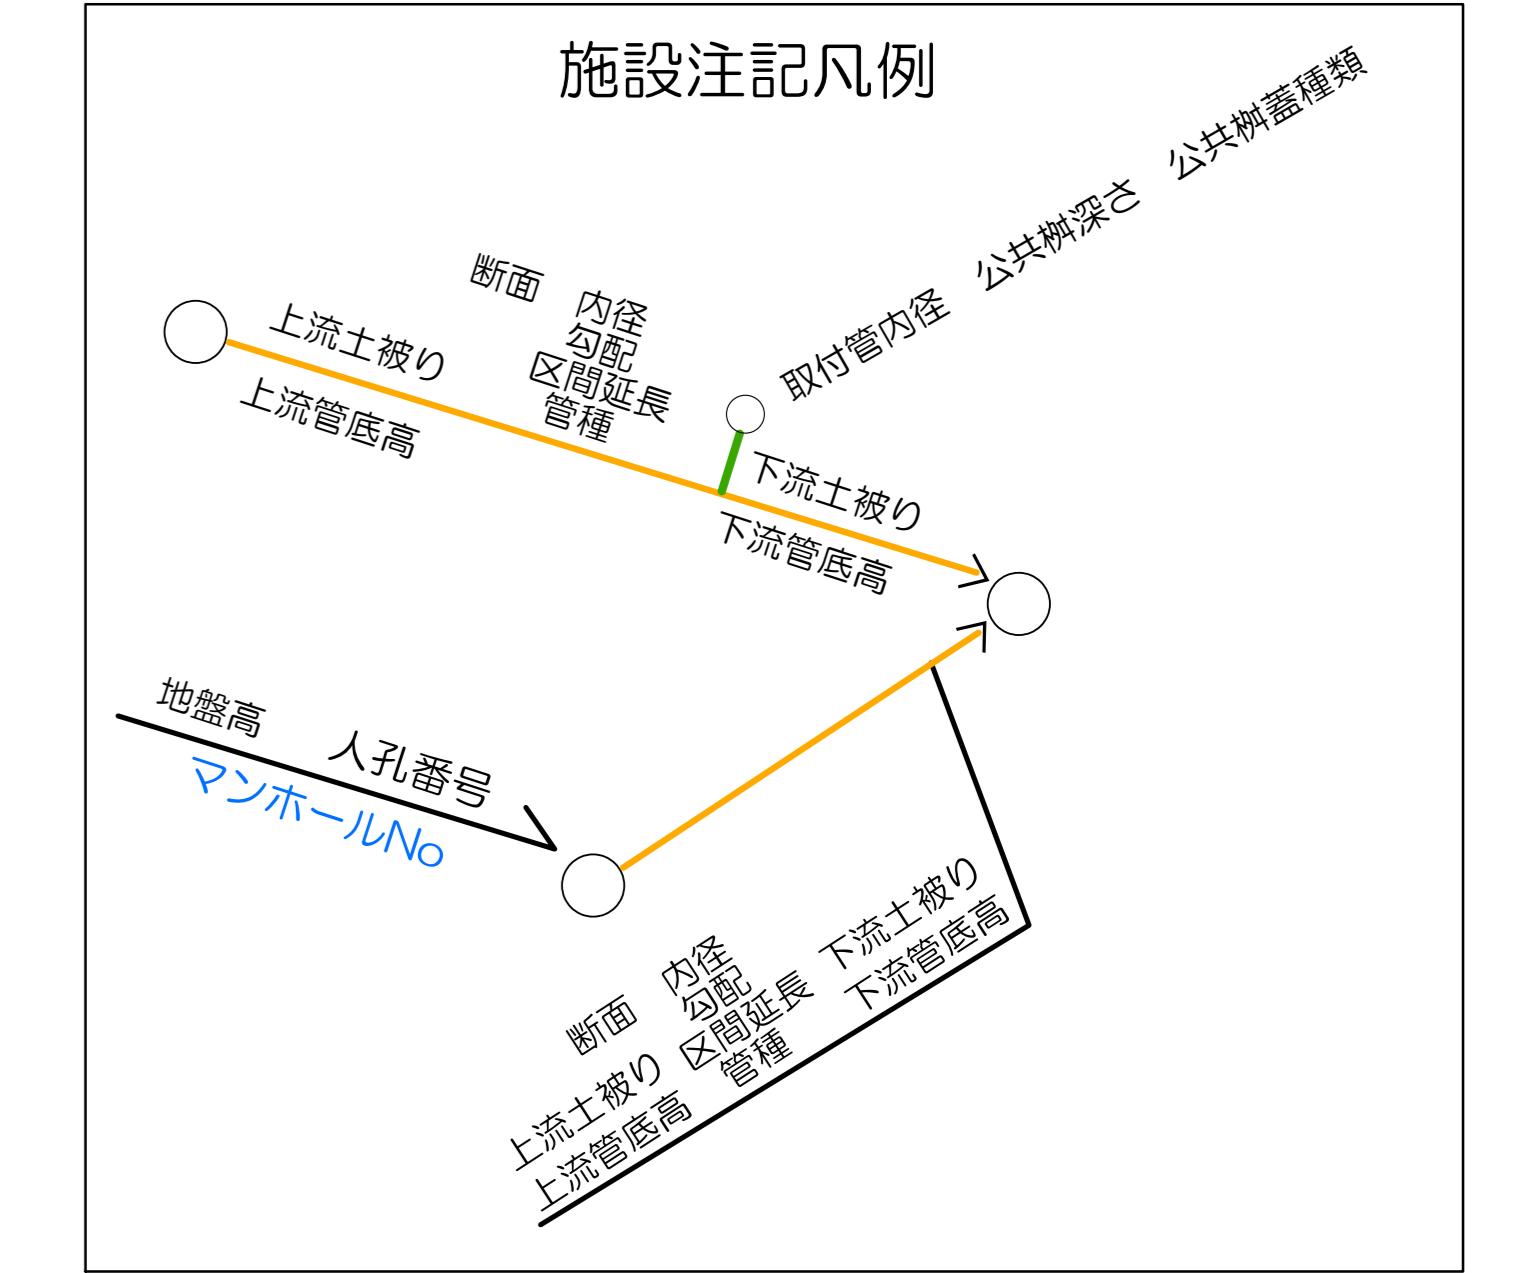 施設注記凡例
取付管内径　公共桝深さ　公共桝蓋種類
断面　内径
勾配
区間延長
管種
上流土被り
上流管底高
下流土被り
下流管底高
地盤高　人孔番号
マンホールNo
断面　内径
勾配
区間延長
管種
上流土被り
上流管底高
下流土被り
下流管底高